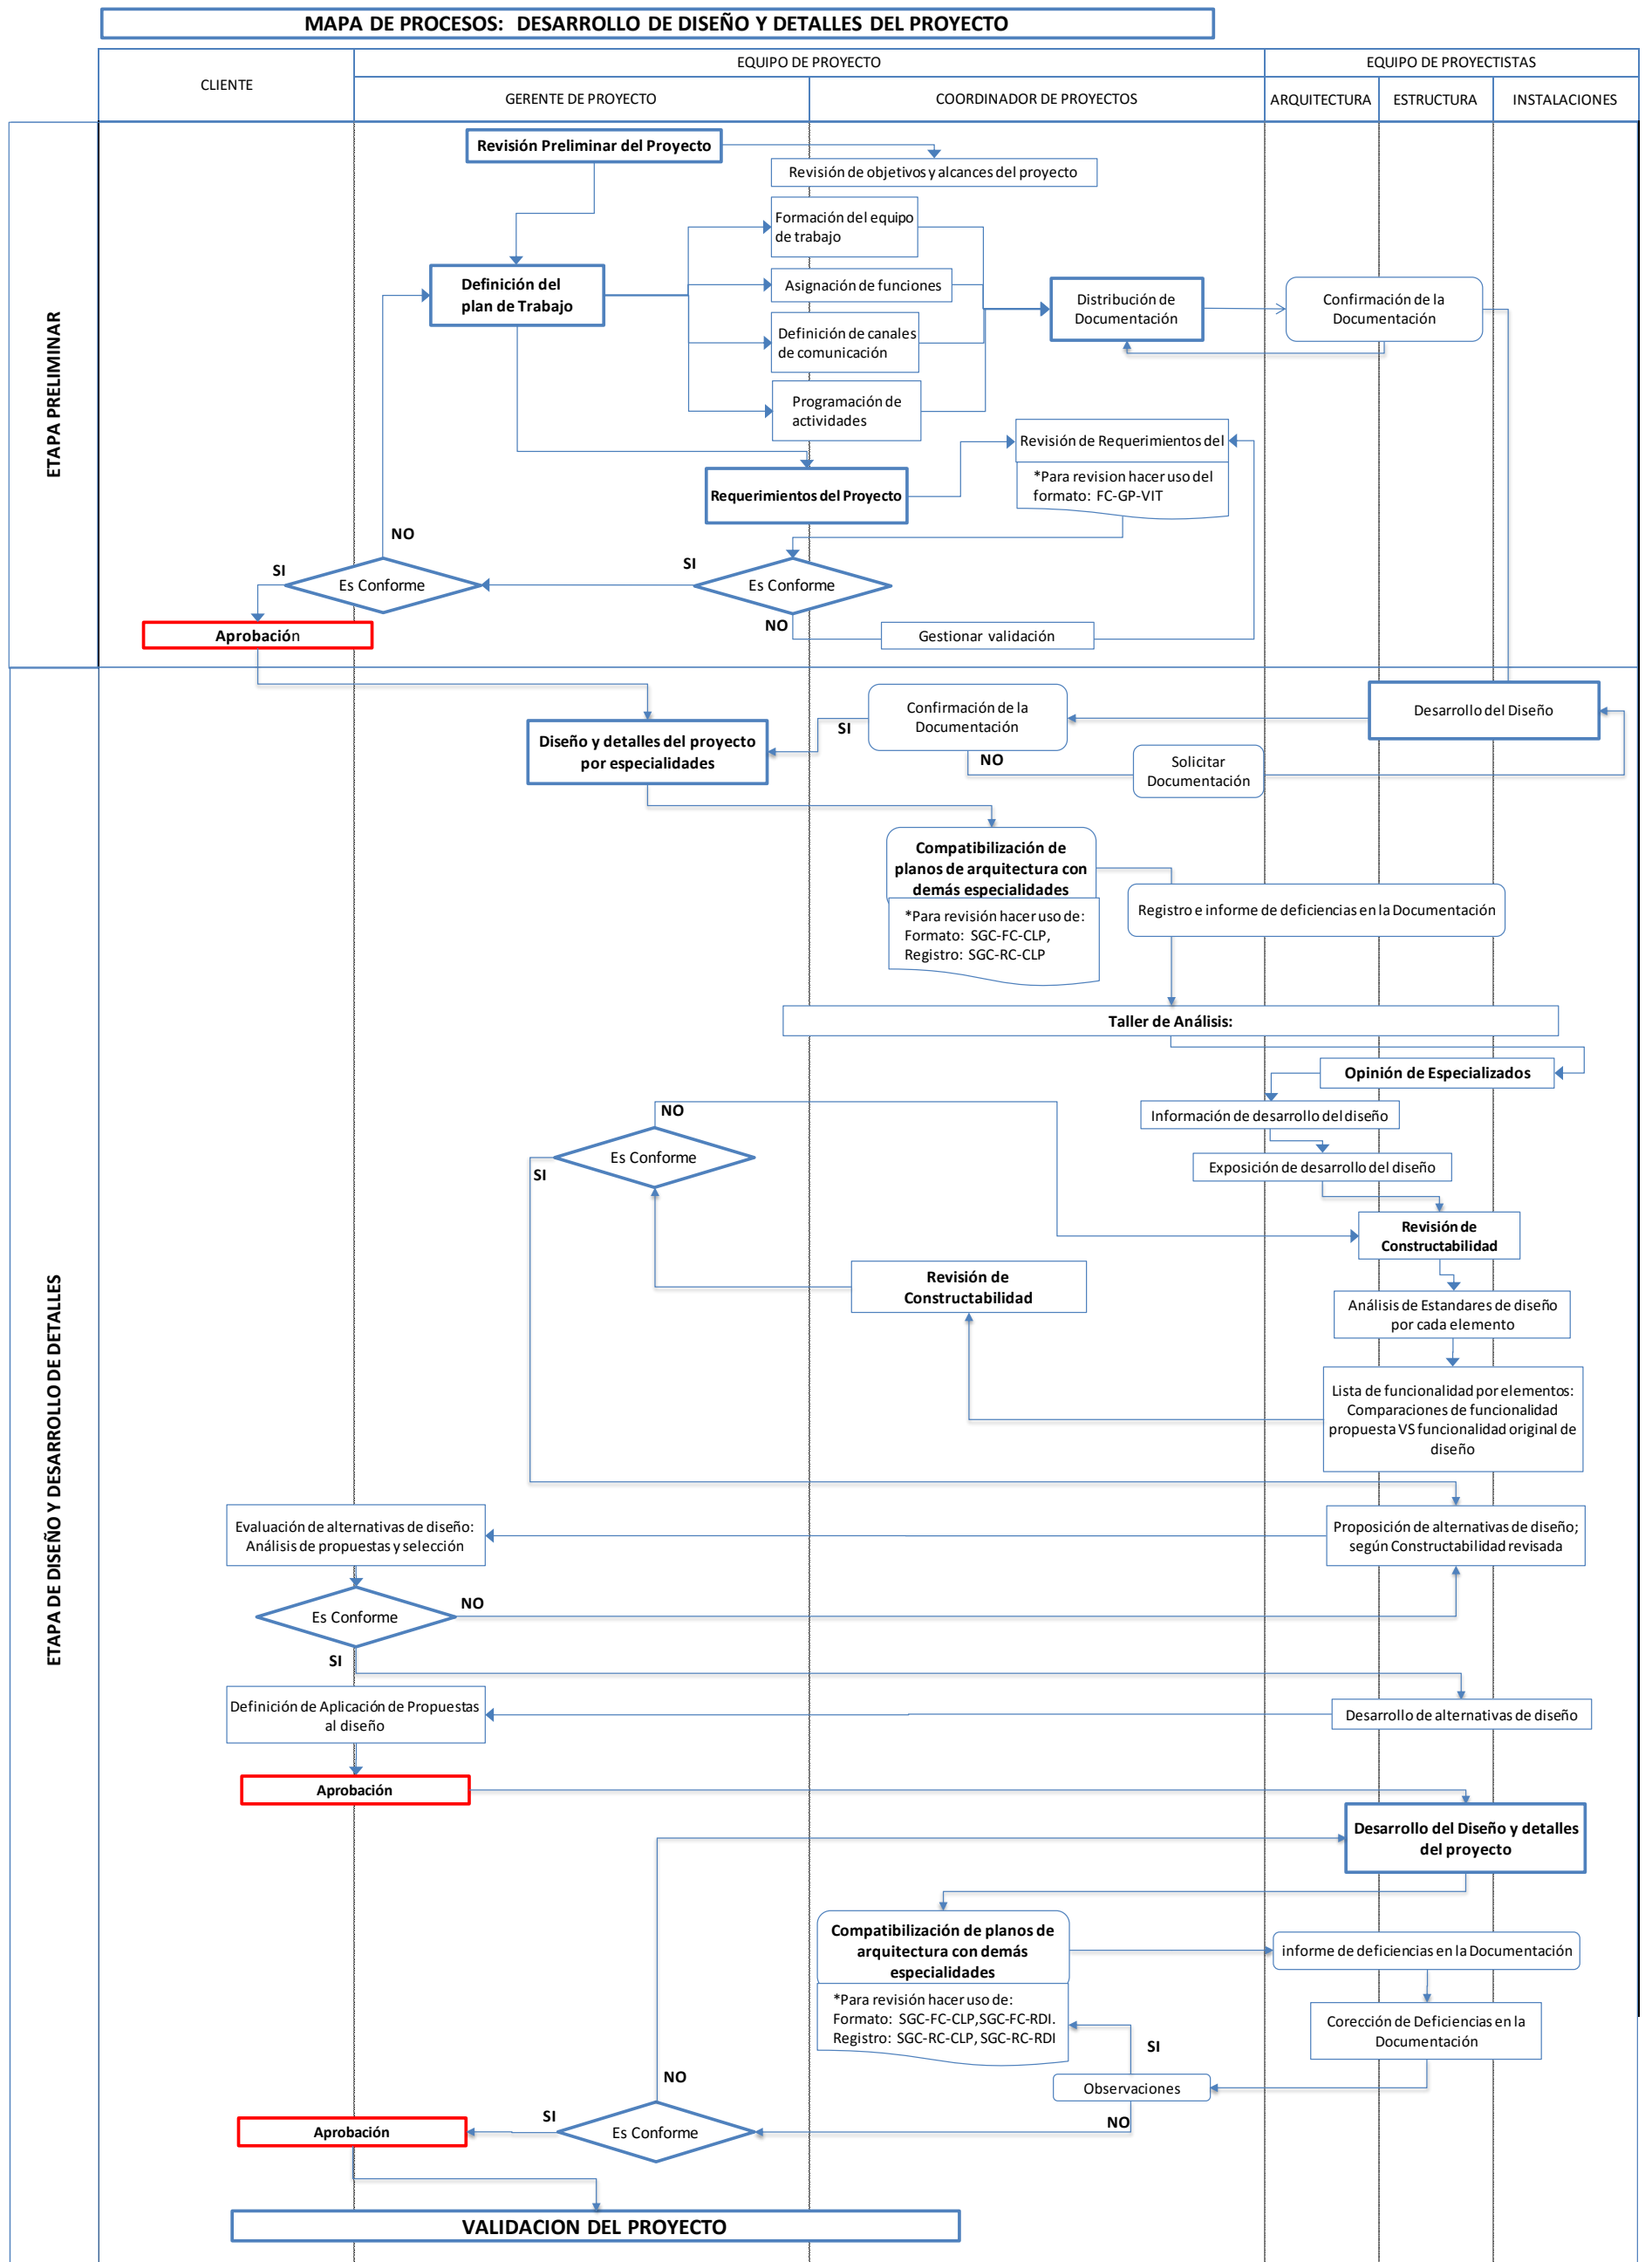 MAPA DE PROCESOS: DESARROLLO DE DISEÑO Y DETALLES DEL PROYECTO
CLIENTE
EQUIPO DE PROYECTO
EQUIPO DE PROYECTISTAS
GERENTE DE PROYECTO
COORDINADOR DE PROYECTOS
ARQUITECTURA
ESTRUCTURA
INSTALACIONES
ETAPA PRELIMINAR
Revisión Preliminar del Proyecto
Revisión de objetivos y alcances del proyecto
Formación del equipo
de trabajo
Definición del
plan de Trabajo
Asignación de funciones
Distribución de
Documentación
Confirmación de la
Documentación
Definición de canales
de comunicación
Programación de
actividades
Revisión de Requerimientos del
*Para revision hacer uso del
formato: FC-GP-VIT
Requerimientos del Proyecto
NO
SI
Es Conforme
SI
Es Conforme
NO
Aprobación
Gestionar validación
ETAPA DE DISEÑO Y DESARROLLO DE DETALLES
Desarrollo del Diseño
Confirmación de la
Documentación
SI
NO
Diseño y detalles del proyecto
por especialidades
Solicitar
Documentación
Compatibilización de
planos de arquitectura con
demás especialidades
*Para revisión hacer uso de:
Formato: SGC-FC-CLP,
Registro: SGC-RC-CLP
Registro e informe de deficiencias en la Documentación
Taller de Análisis:
Opinión de Especializados
Información de desarrollo del diseño
Exposición de desarrollo del diseño
NO
Es Conforme
SI
Revisión de
Constructabilidad
Revisión de
Constructabilidad
Análisis de Estandares de diseño
por cada elemento
Lista de funcionalidad por elementos:
Comparaciones de funcionalidad
propuesta VS funcionalidad original de
diseño
Evaluación de alternativas de diseño:
Análisis de propuestas y selección
Proposición de alternativas de diseño;
según Constructabilidad revisada
Es Conforme
NO
SI
Definición de Aplicación de Propuestas
al diseño
Desarrollo de alternativas de diseño
Aprobación
Desarrollo del Diseño y detalles
del proyecto
Compatibilización de planos de
arquitectura con demás
especialidades
*Para revisión hacer uso de:
Formato: SGC-FC-CLP,SGC-FC-RDI.
Registro: SGC-RC-CLP, SGC-RC-RDI
informe de deficiencias en la Documentación
Corección de Deficiencias en la
Documentación
SI
Observaciones
NO
NO
SI
Es Conforme
Aprobación
VALIDACION DEL PROYECTO